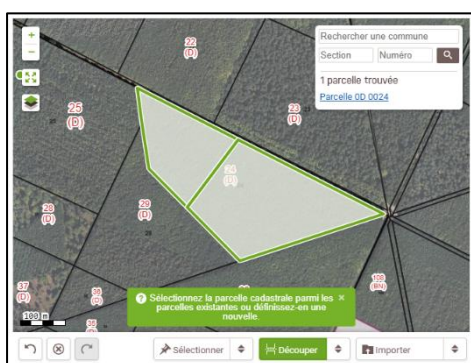 Rechercher une commune
Section
Numéro
1 parcelle trouvée
Parcelle 0D 0024
+
−
22
(D)
23
(D)
25
(D)
24
(D)
29
(D)
28
(D)
37
(D)
36
(D)
108
(BN)
100 m
Sélectionnez la parcelle cadastrale parmi les
parcelles existantes ou définissez-en une
nouvelle.
×
Sélectionner
Découper
Importer